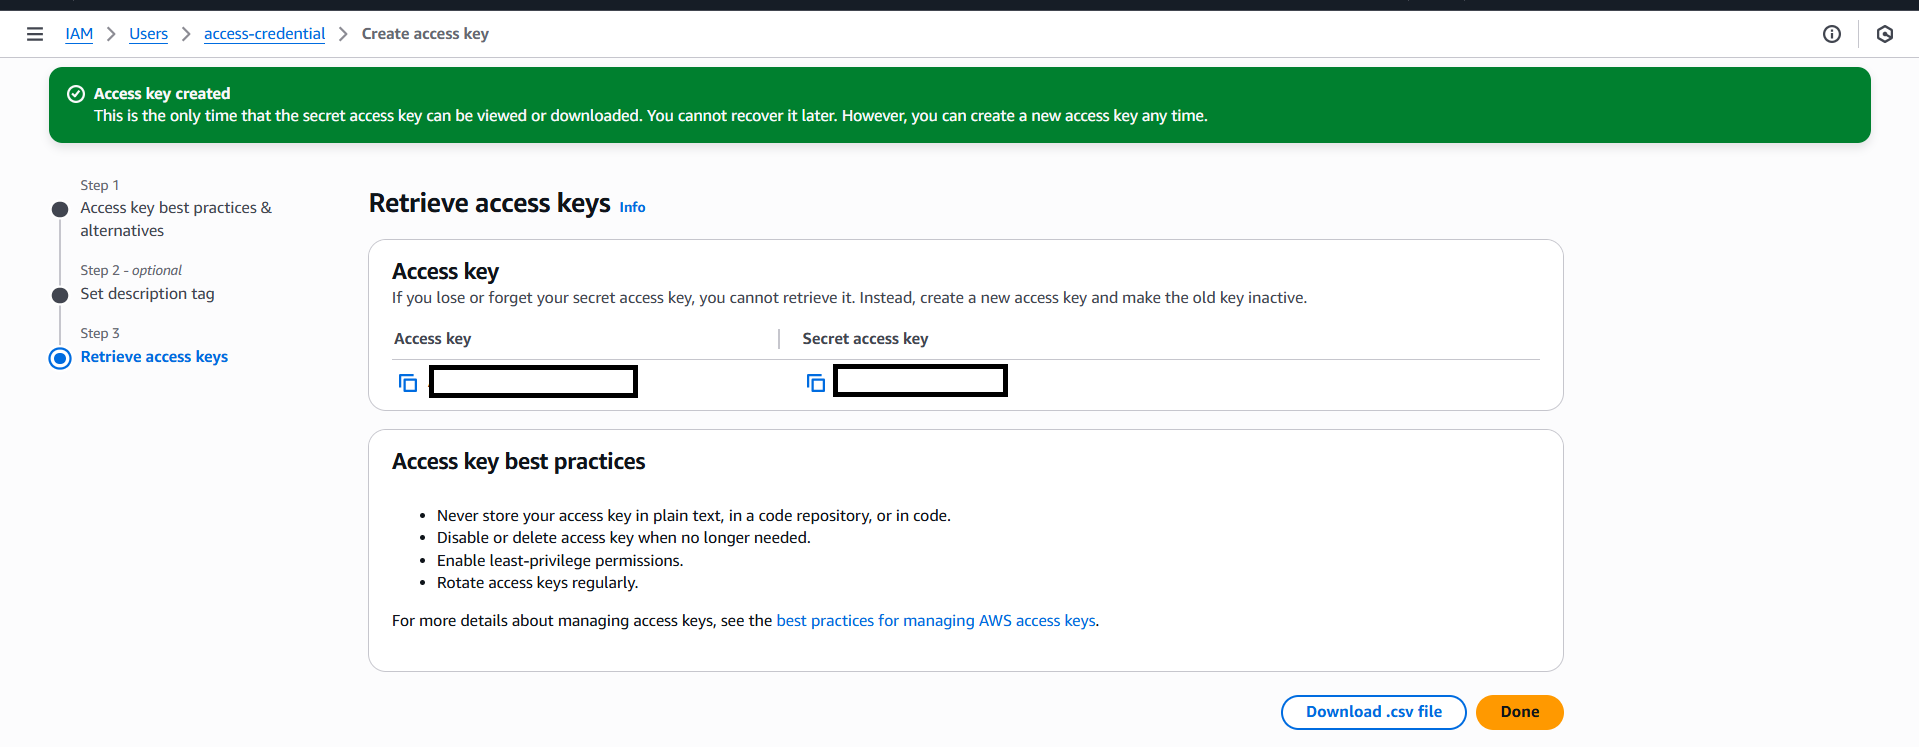 IAM > Users > access-credential > Create access key
Access key created
This is the only time that the secret access key can be viewed or downloaded. You cannot recover it later. However, you can create a new access key any time.
Step 1
Access key best practices &
alternatives
Step 2 - optional
Set description tag
Step 3
Retrieve access keys
Retrieve access keys Info
Access key
If you lose or forget your secret access key, you cannot retrieve it. Instead, create a new access key and make the old key inactive.
Access key
Secret access key
Access key best practices
• Never store your access key in plain text, in a code repository, or in code.
• Disable or delete access key when no longer needed.
• Enable least-privilege permissions.
• Rotate access keys regularly.
For more details about managing access keys, see the best practices for managing AWS access keys.
Download .csv file
Done